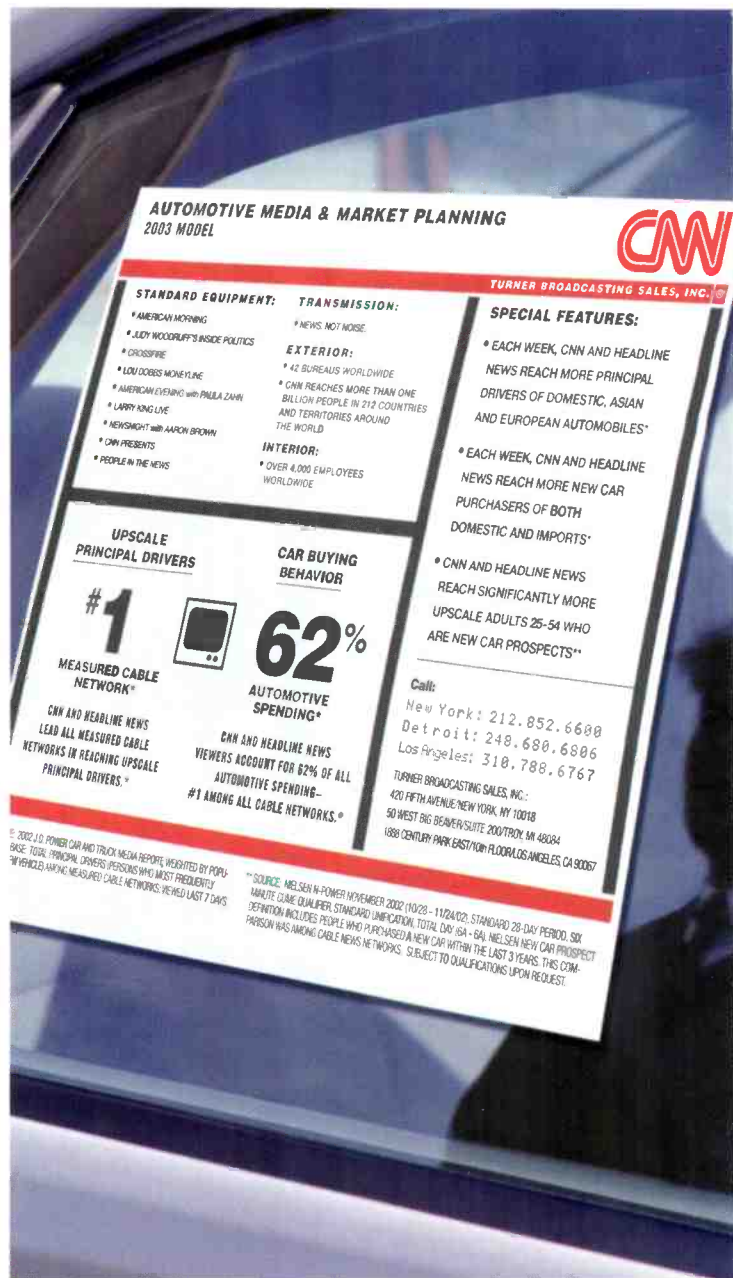 AUTOMOTIVE MEDIA & MARKET PLANNING
2003 MODEL
CNN
TURNER BROADCASTING SALES, INC.
STANDARD EQUIPMENT:
• AMERICAN MORNING
• JUDY WOODRUFF'S INSIDE POLITICS
• CROSSFIRE
• LOU DOBBS MONEYLINE
• AMERICAN EVENING with PAULA ZAHN
• LARRY KING LIVE
• NEWSNIGHT with AARON BROWN
• CNN PRESENTS
• PEOPLE IN THE NEWS
TRANSMISSION:
• NEWS. NOT NOISE.
EXTERIOR:
• 42 BUREAUS WORLDWIDE
• CNN REACHES MORE THAN ONE
BILLION PEOPLE IN 212 COUNTRIES
AND TERRITORIES AROUND
THE WORLD
INTERIOR:
• OVER 4,000 EMPLOYEES
WORLDWIDE
SPECIAL FEATURES:
• EACH WEEK, CNN AND HEADLINE
NEWS REACH MORE PRINCIPAL
DRIVERS OF DOMESTIC, ASIAN
AND EUROPEAN AUTOMOBILES*
• EACH WEEK, CNN AND HEADLINE
NEWS REACH MORE NEW CAR
PURCHASERS OF BOTH
DOMESTIC AND IMPORTS*
• CNN AND HEADLINE NEWS
REACH SIGNIFICANTLY MORE
UPSCALE ADULTS 25-54 WHO
ARE NEW CAR PROSPECTS**
UPSCALE
PRINCIPAL DRIVERS
#1
MEASURED CABLE
NETWORK*
CNN AND HEADLINE NEWS
LEAD ALL MEASURED CABLE
NETWORKS IN REACHING UPSCALE
PRINCIPAL DRIVERS.*
CAR BUYING
BEHAVIOR
62%
AUTOMOTIVE
SPENDING*
CNN AND HEADLINE NEWS
VIEWERS ACCOUNT FOR 62% OF ALL
AUTOMOTIVE SPENDING–
#1 AMONG ALL CABLE NETWORKS.*
Call:
New York: 212.852.6600
Detroit: 248.680.6806
Los Angeles: 310.788.6767
TURNER BROADCASTING SALES, INC.:
420 FIFTH AVENUE/NEW YORK, NY 10018
50 WEST BIG BEAVER/SUITE 200/TROY, MI 48084
1888 CENTURY PARK EAST/10th FLOOR/LOS ANGELES, CA 90067
2002 J.D. POWER CAR AND TRUCK MEDIA REPORT, WEIGHTED BY POPU-
BASE: TOTAL PRINCIPAL DRIVERS (PERSONS WHO MOST FREQUENTLY
VEHICLE) AMONG MEASURED CABLE NETWORKS: VIEWED LAST 7 DAYS.
** SOURCE: NIELSEN N-POWER NOVEMBER 2002 (10/28 - 11/24/02), STANDARD 28-DAY PERIOD, SIX
MINUTE CUME QUALIFIER, STANDARD UNIFICATION, TOTAL DAY (6A - 6A). NIELSEN NEW CAR PROSPECT
DEFINITION INCLUDES PEOPLE WHO PURCHASED A NEW CAR WITHIN THE LAST 3 YEARS. THIS COM-
PARISON WAS AMONG CABLE NEWS NETWORKS. SUBJECT TO QUALIFICATIONS UPON REQUEST.